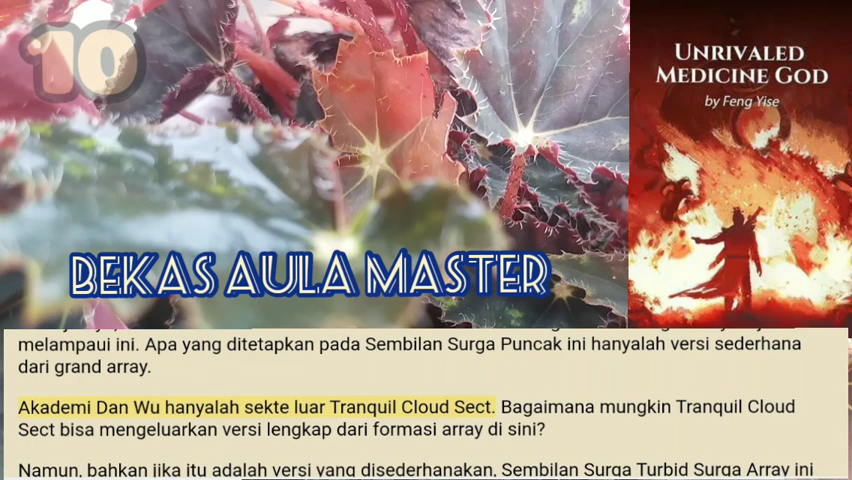 10
UNRIVALED
MEDICINE GOD
by Feng Yise
BEKAS AULA MASTER
melampaui ini. Apa yang ditetapkan pada Sembilan Surga Puncak ini hanyalah versi sederhana
dari grand array.
Akademi Dan Wu hanyalah sekte luar Tranquil Cloud Sect. Bagaimana mungkin Tranquil Cloud
Sect bisa mengeluarkan versi lengkap dari formasi array di sini?
Namun, bahkan jika itu adalah versi yang disederhanakan, Sembilan Surga Turbid Surga Array ini